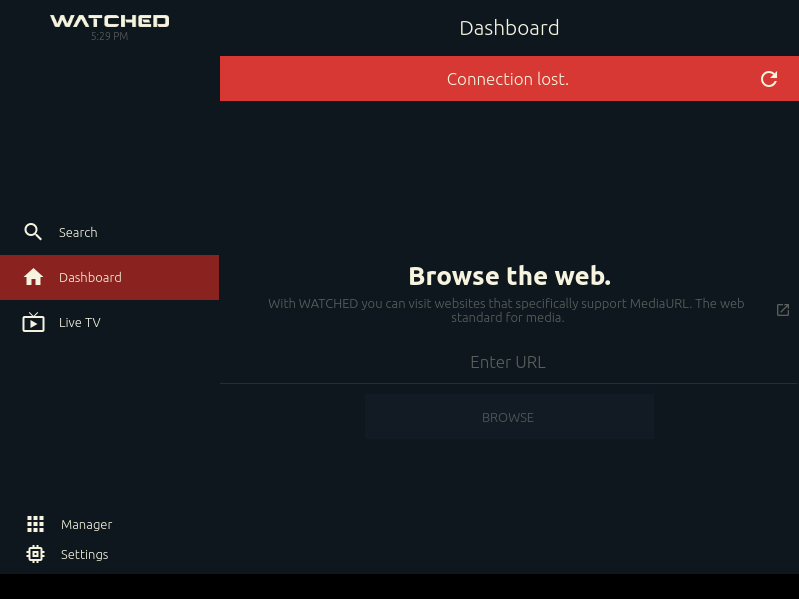 WATCHED
5:29 PM
Dashboard
Connection lost.
Search
Dashboard
Live TV
Browse the web.
With WATCHED you can visit websites that specifically support MediaURL. The web
standard for media.
Enter URL
BROWSE
Manager
Settings